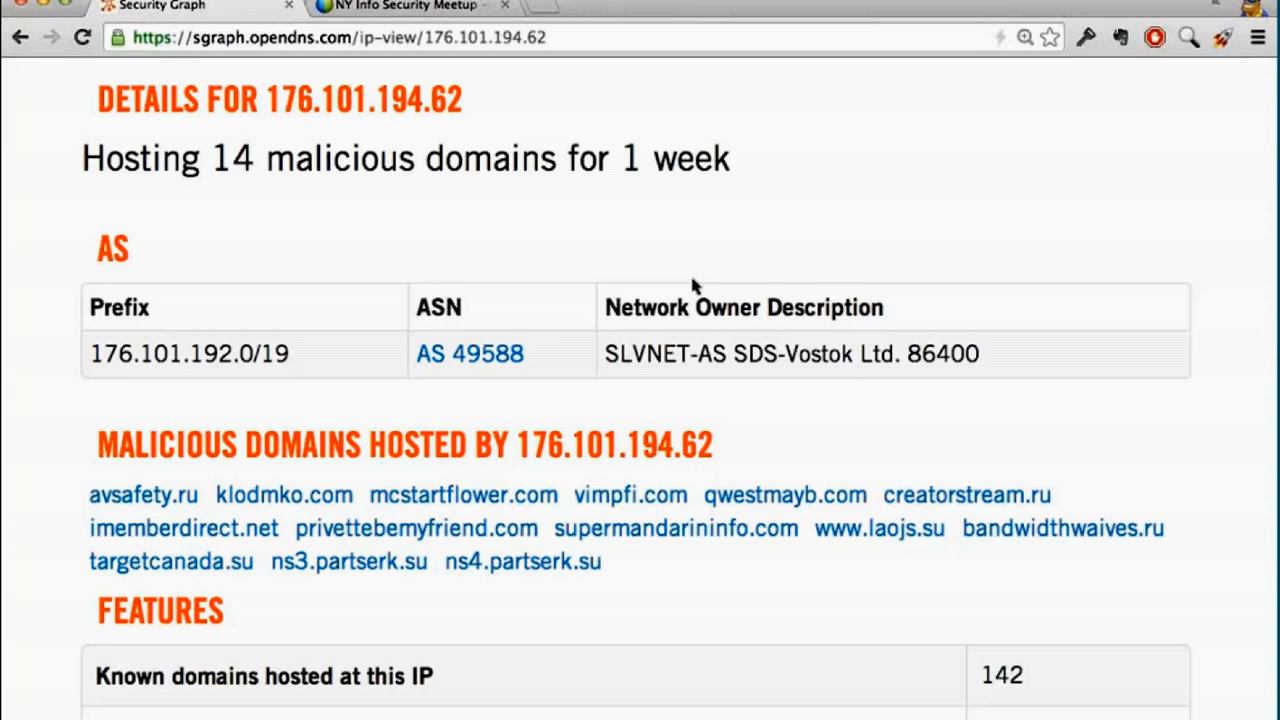 Security Graph NY Info Security Meetup
https://sgraph.opendns.com/ip-view/176.101.194.62
DETAILS FOR 176.101.194.62
Hosting 14 malicious domains for 1 week
AS
Prefix ASN Network Owner Description
176.101.192.0/19 AS 49588 SLVNET-AS SDS-Vostok Ltd. 86400
MALICIOUS DOMAINS HOSTED BY 176.101.194.62
avsafety.ru klodmko.com mcstartflower.com vimpfi.com qwestmayb.com creatorstream.ru
imemberdirect.net privettebemyfriend.com supermandarininfo.com www.laojs.su bandwidthwaives.ru
targetcanada.su ns3.partserk.su ns4.partserk.su
FEATURES
Known domains hosted at this IP 142